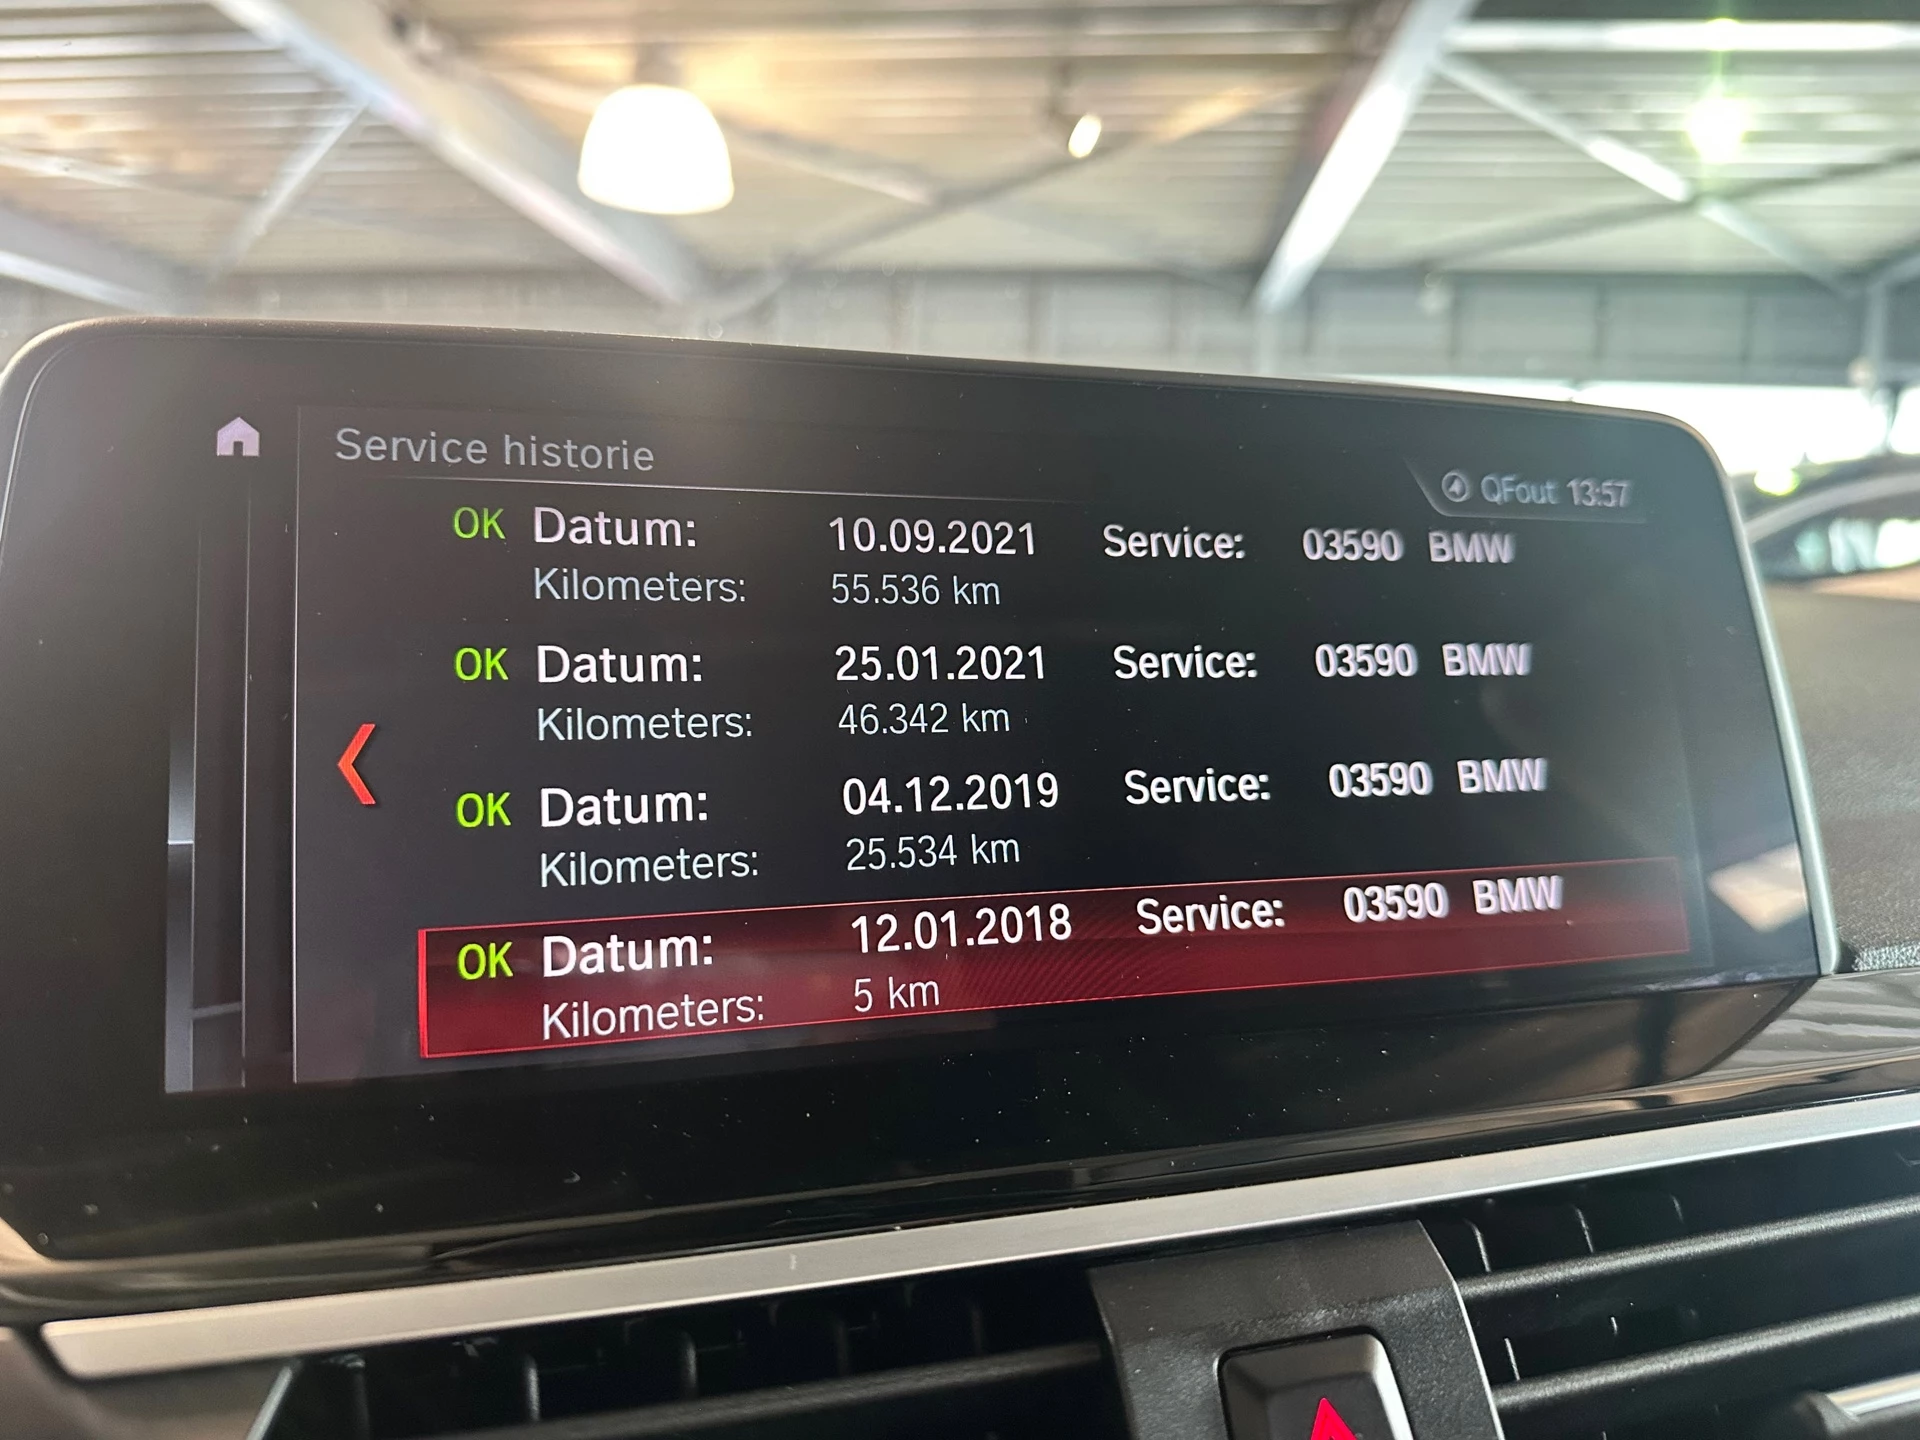 Service historie
QFout 13:57
OK Datum: 10.09.2021 Service: 03590 BMW
Kilometers: 55.536 km
OK Datum: 25.01.2021 Service: 03590 BMW
Kilometers: 46.342 km
OK Datum: 04.12.2019 Service: 03590 BMW
Kilometers: 25.534 km
OK Datum: 12.01.2018 Service: 03590 BMW
Kilometers: 5 km